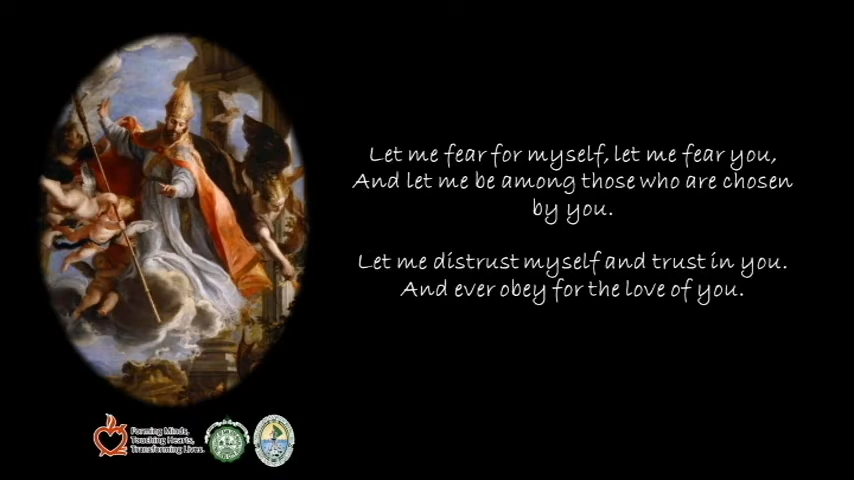 Let me fear for myself, let me fear you,
And let me be among those who are chosen
by you.
Let me distrust myself and trust in you.
And ever obey for the love of you.
Forming Minds,
Touching Hearts,
Transforming Lives.